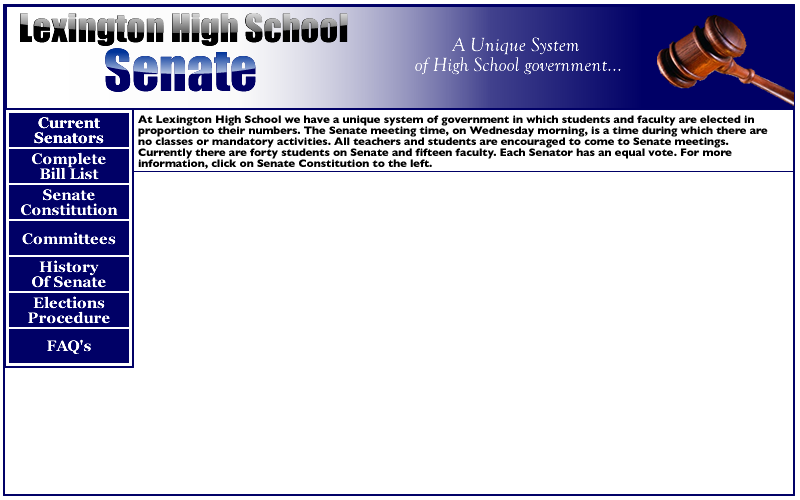 Lexington High School
Senate
A Unique System
of High School government...
Current
Senators
Complete
Bill List
Senate
Constitution
Committees
History
Of Senate
Elections
Procedure
FAQ's
At Lexington High School we have a unique system of government in which students and faculty are elected in
proportion to their numbers. The Senate meeting time, on Wednesday morning, is a time during which there are
no classes or mandatory activities. All teachers and students are encouraged to come to Senate meetings.
Currently there are forty students on Senate and fifteen faculty. Each Senator has an equal vote. For more
information, click on Senate Constitution to the left.